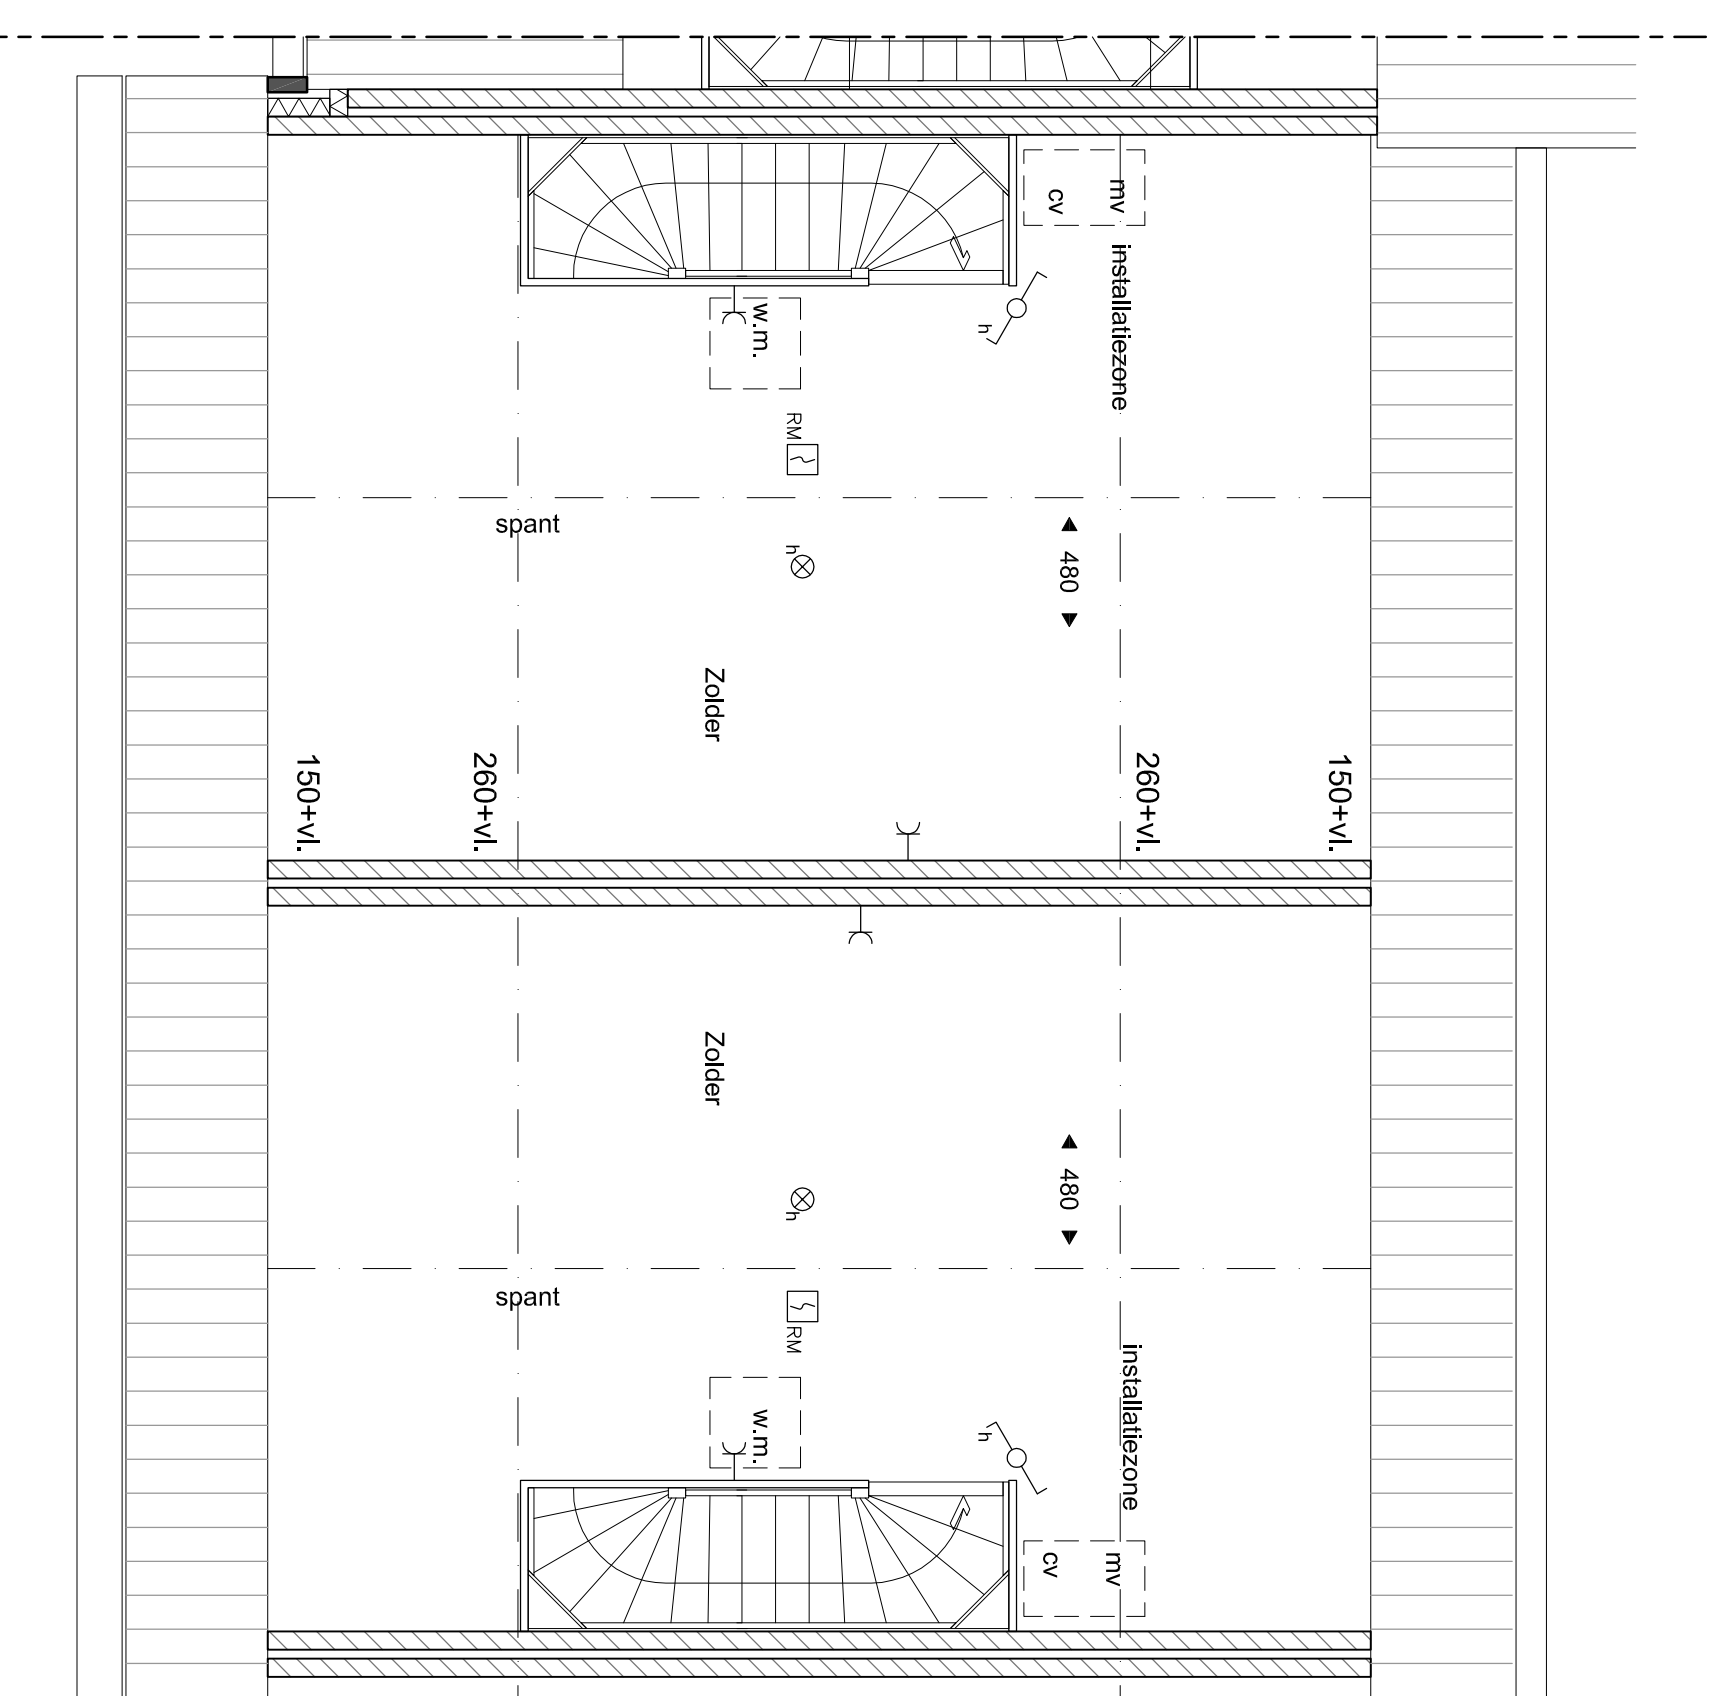 cv
mv
installatiezone
h
w.m.
RM
spant
h
480
Zolder
150+vl.
260+vl.
260+vl.
150+vl.
Zolder
480
h
spant
RM
installatiezone
w.m.
h
cv
mv